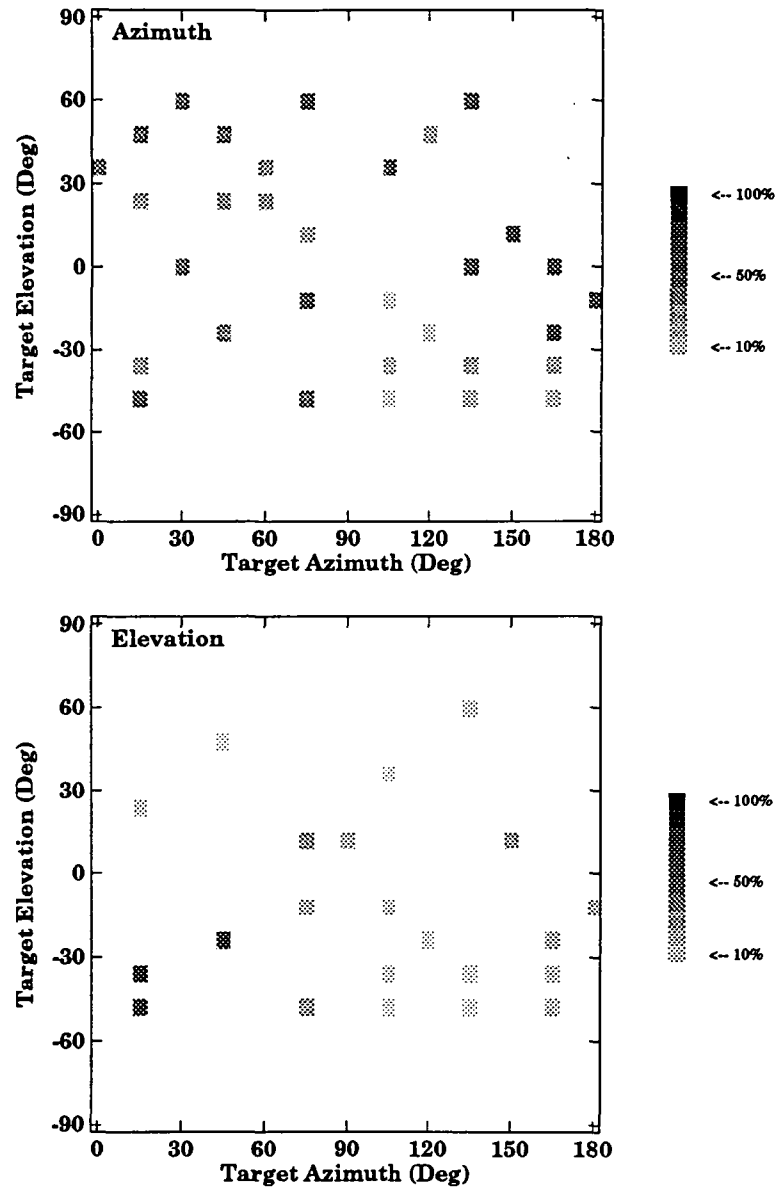 Azimuth
90
60
30
0
-30
-60
-90
Target Elevation (Deg)
0 30 60 90 120 150 180
Target Azimuth (Deg)
<-- 100%
<-- 50%
<-- 10%
Elevation
90
60
30
0
-30
-60
-90
Target Elevation (Deg)
0 30 60 90 120 150 180
Target Azimuth (Deg)
<-- 100%
<-- 50%
<-- 10%